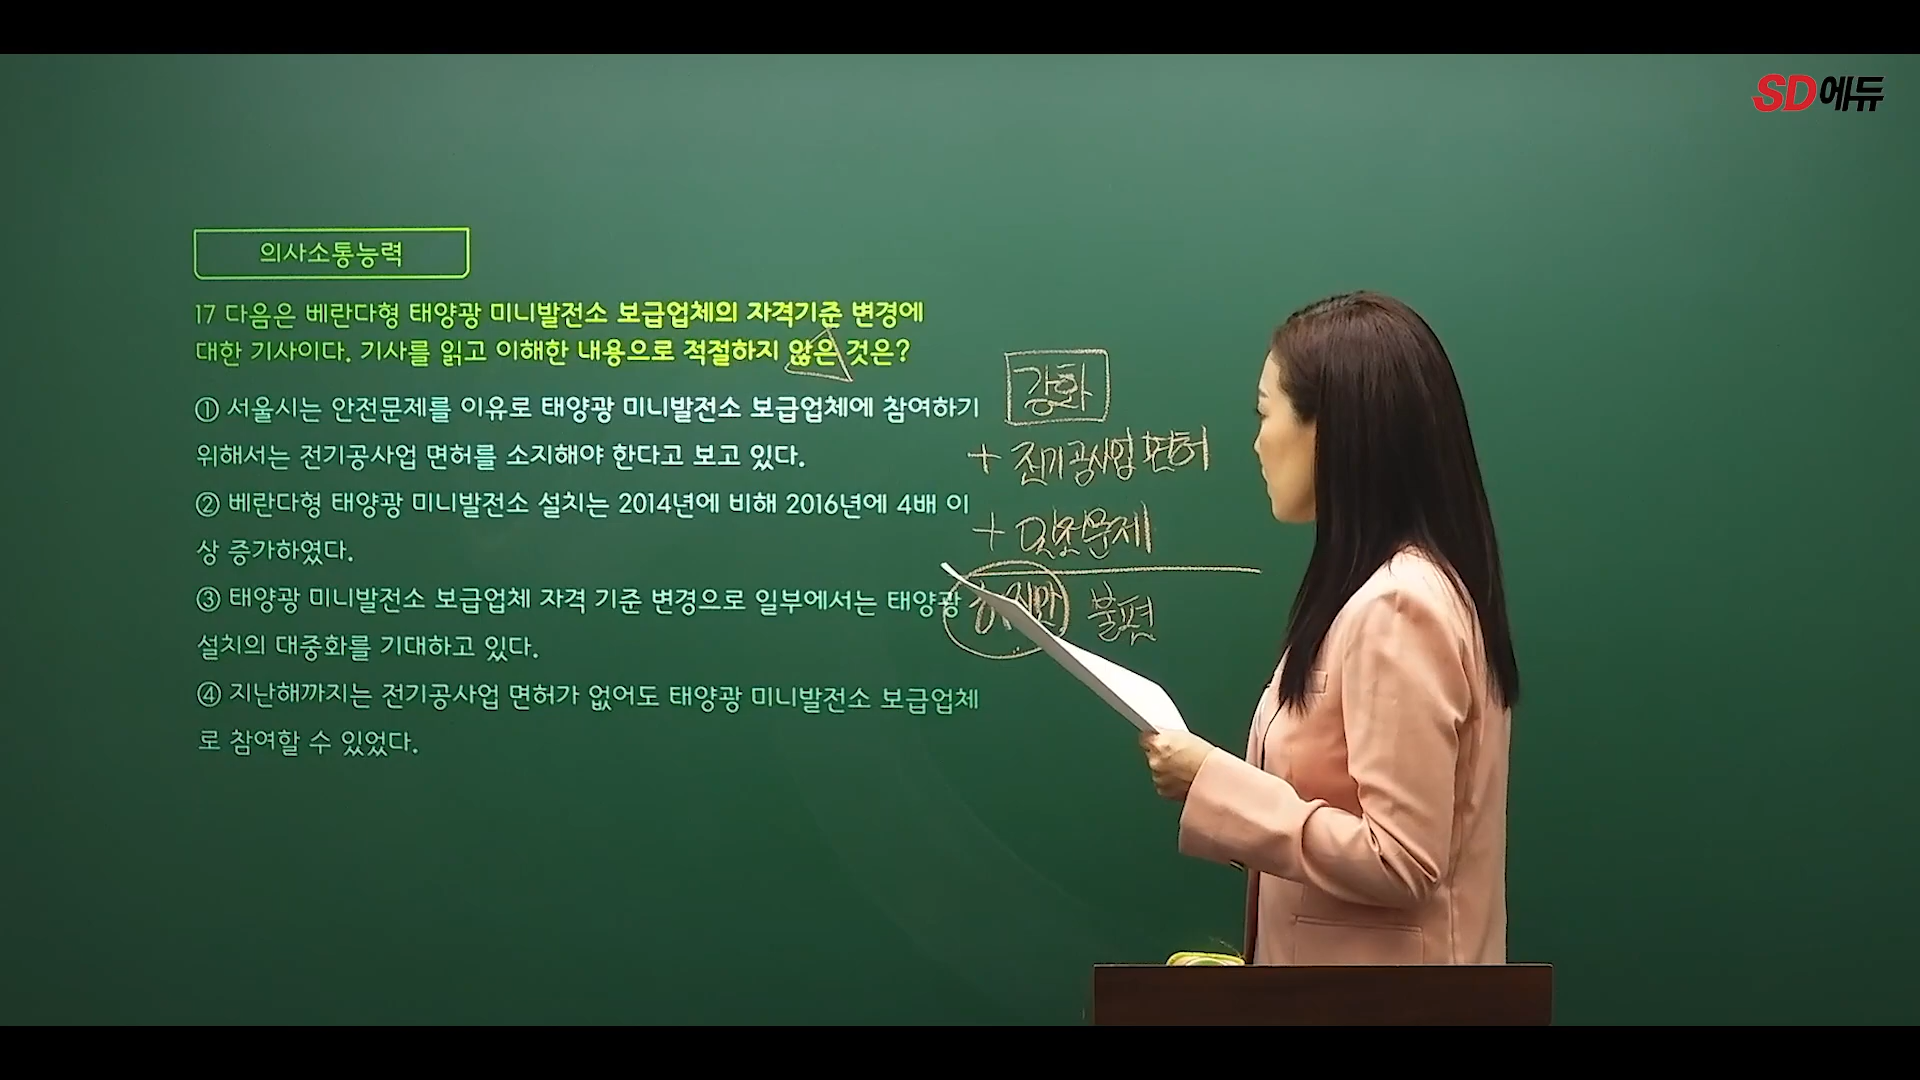 SD에듀
의사소통능력
17 다음은 베란다형 태양광 미니발전소 보급업체의 자격기준 변경에
대한 기사이다. 기사를 읽고 이해한 내용으로 적절하지 않은 것은?
① 서울시는 안전문제를 이유로 태양광 미니발전소 보급업체에 참여하기
위해서는 전기공사업 면허를 소지해야 한다고 보고 있다.
② 베란다형 태양광 미니발전소 설치는 2014년에 비해 2016년에 4배 이
상 증가하였다.
③ 태양광 미니발전소 보급업체 자격 기준 변경으로 일부에서는 태양광
설치의 대중화를 기대하고 있다.
④ 지난해까지는 전기공사업 면허가 없어도 태양광 미니발전소 보급업체
로 참여할 수 있었다.
강화
+ 전기공사업 면허
+ 안전문제
불편